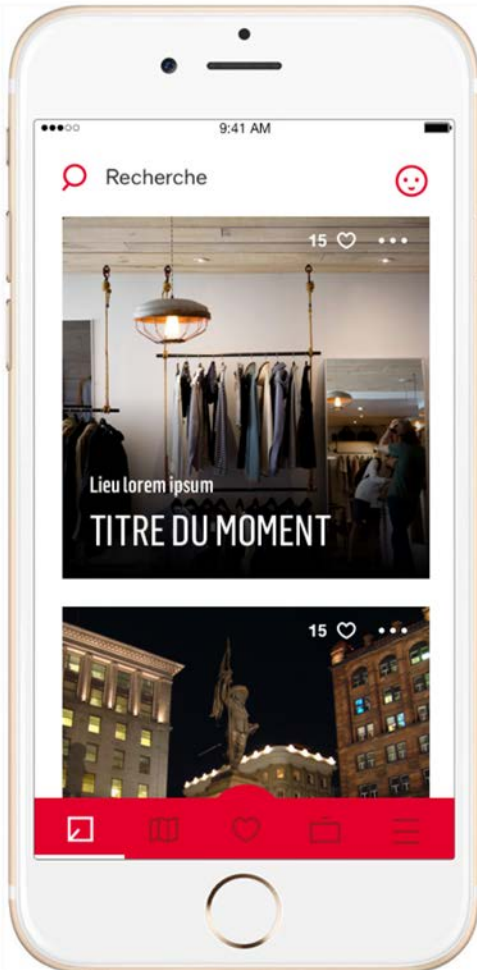 9:41 AM
Recherche
15
Lieu lorem ipsum
TITRE DU MOMENT
15